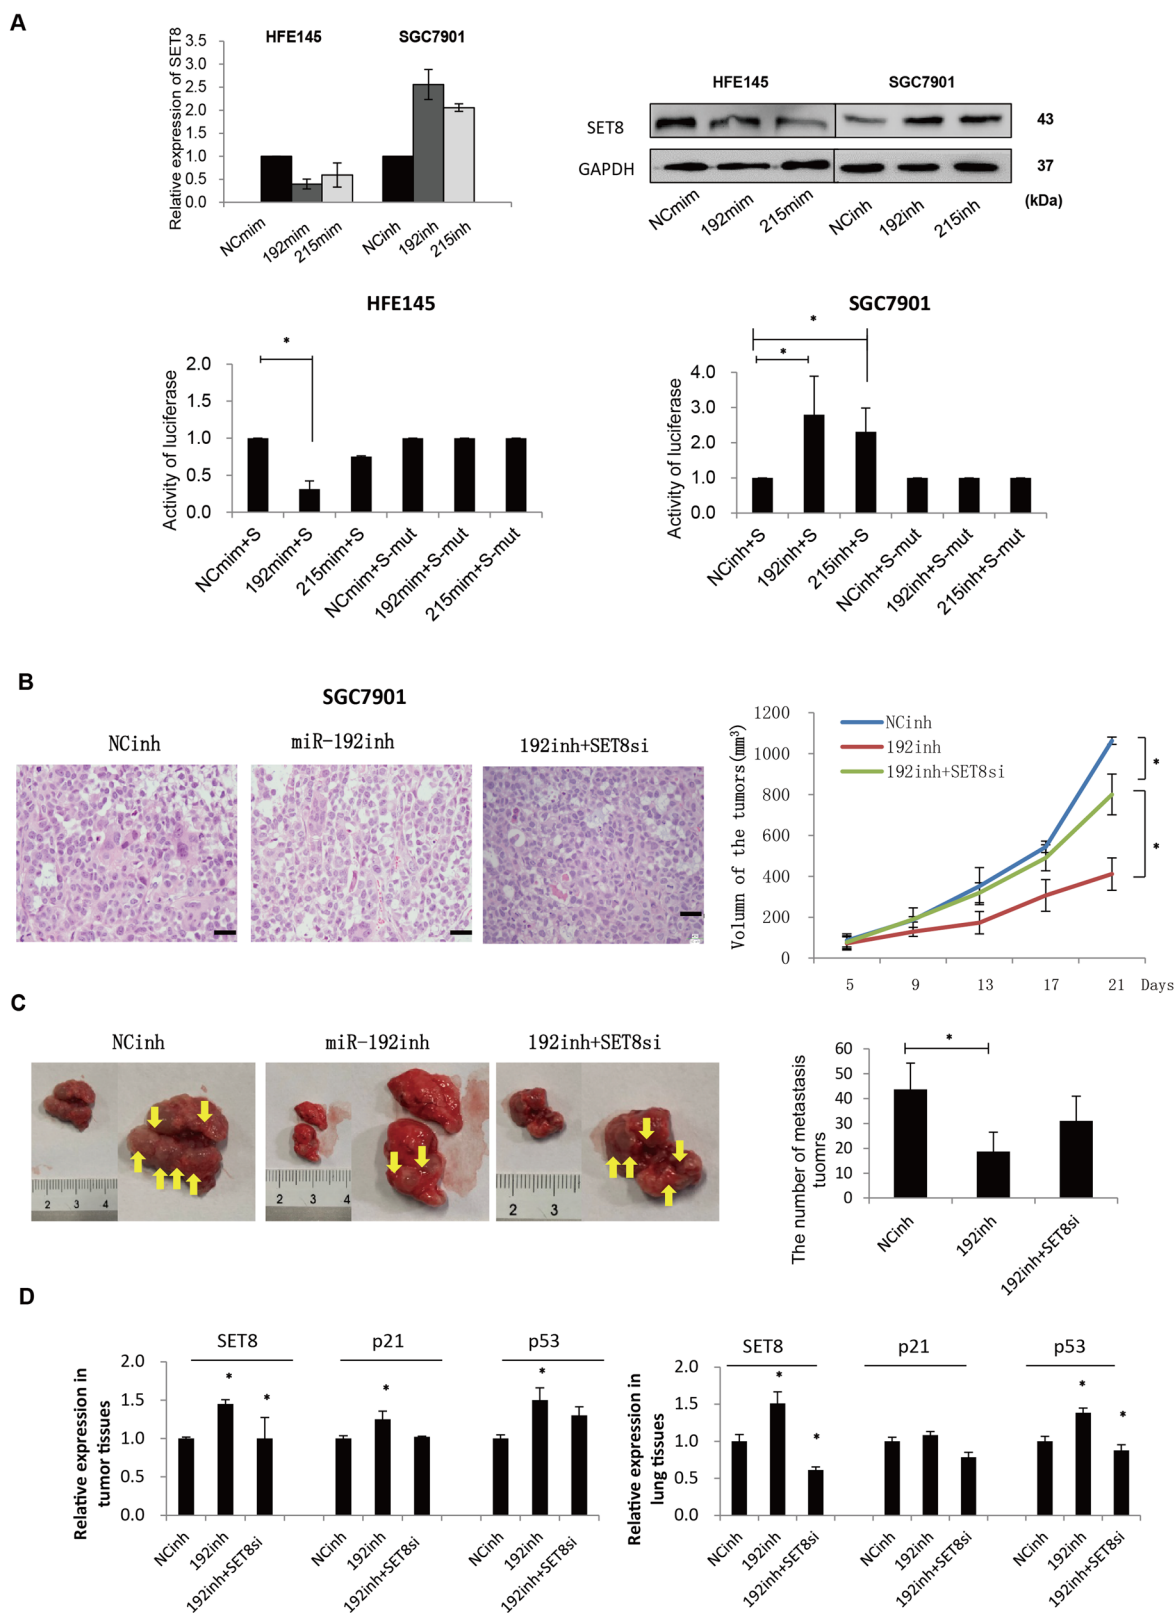 A
HFE145 SGC7901
Relative expression of SET8
3.5
3.0
2.5
2.0
1.5
1.0
0.5
0.0
NCmim 192mim 215mim NCinh 192inh 215inh
HFE145 SGC7901
SET8 43
GAPDH 37
(kDa)
NCmim 192mim 215mim NCinh 192inh 215inh
HFE145
*
Activity of luciferase
2.0
1.5
1.0
0.5
0.0
NCmim+S 192mim+S 215mim+S NCmim+S-mut 192mim+S-mut 215mim+S-mut
SGC7901
*
*
Activity of luciferase
4.0
3.0
2.0
1.0
0.0
NCinh+S 192inh+S 215inh+S NCinh+S-mut 192inh+S-mut 215inh+S-mut
B
SGC7901
NCinh miR-192inh 192inh+SET8si
Volumn of the tumors(mm³)
1200
1000
800
600
400
200
0
NCinh
192inh
192inh+SET8si
*
*
5 9 13 17 21 Days
C
NCinh miR-192inh 192inh+SET8si
2 3 4
2 3 4
2 3
The number of metastasis
tuomrs
60
50
40
30
20
10
0
*
NCinh 192inh 192inh+SET8si
D
SET8 p21 p53
Relative expression in
tumor tissues
2.0
1.5
1.0
0.5
0.0
* * * *
NCinh 192inh 192inh+SET8si NCinh 192inh 192inh+SET8si NCinh 192inh 192inh+SET8si
SET8 p21 p53
Relative expression in
lung tissues
2.0
1.5
1.0
0.5
0.0
* * * *
NCinh 192inh 192inh+SET8si NCinh 192inh 192inh+SET8si NCinh 192inh 192inh+SET8si